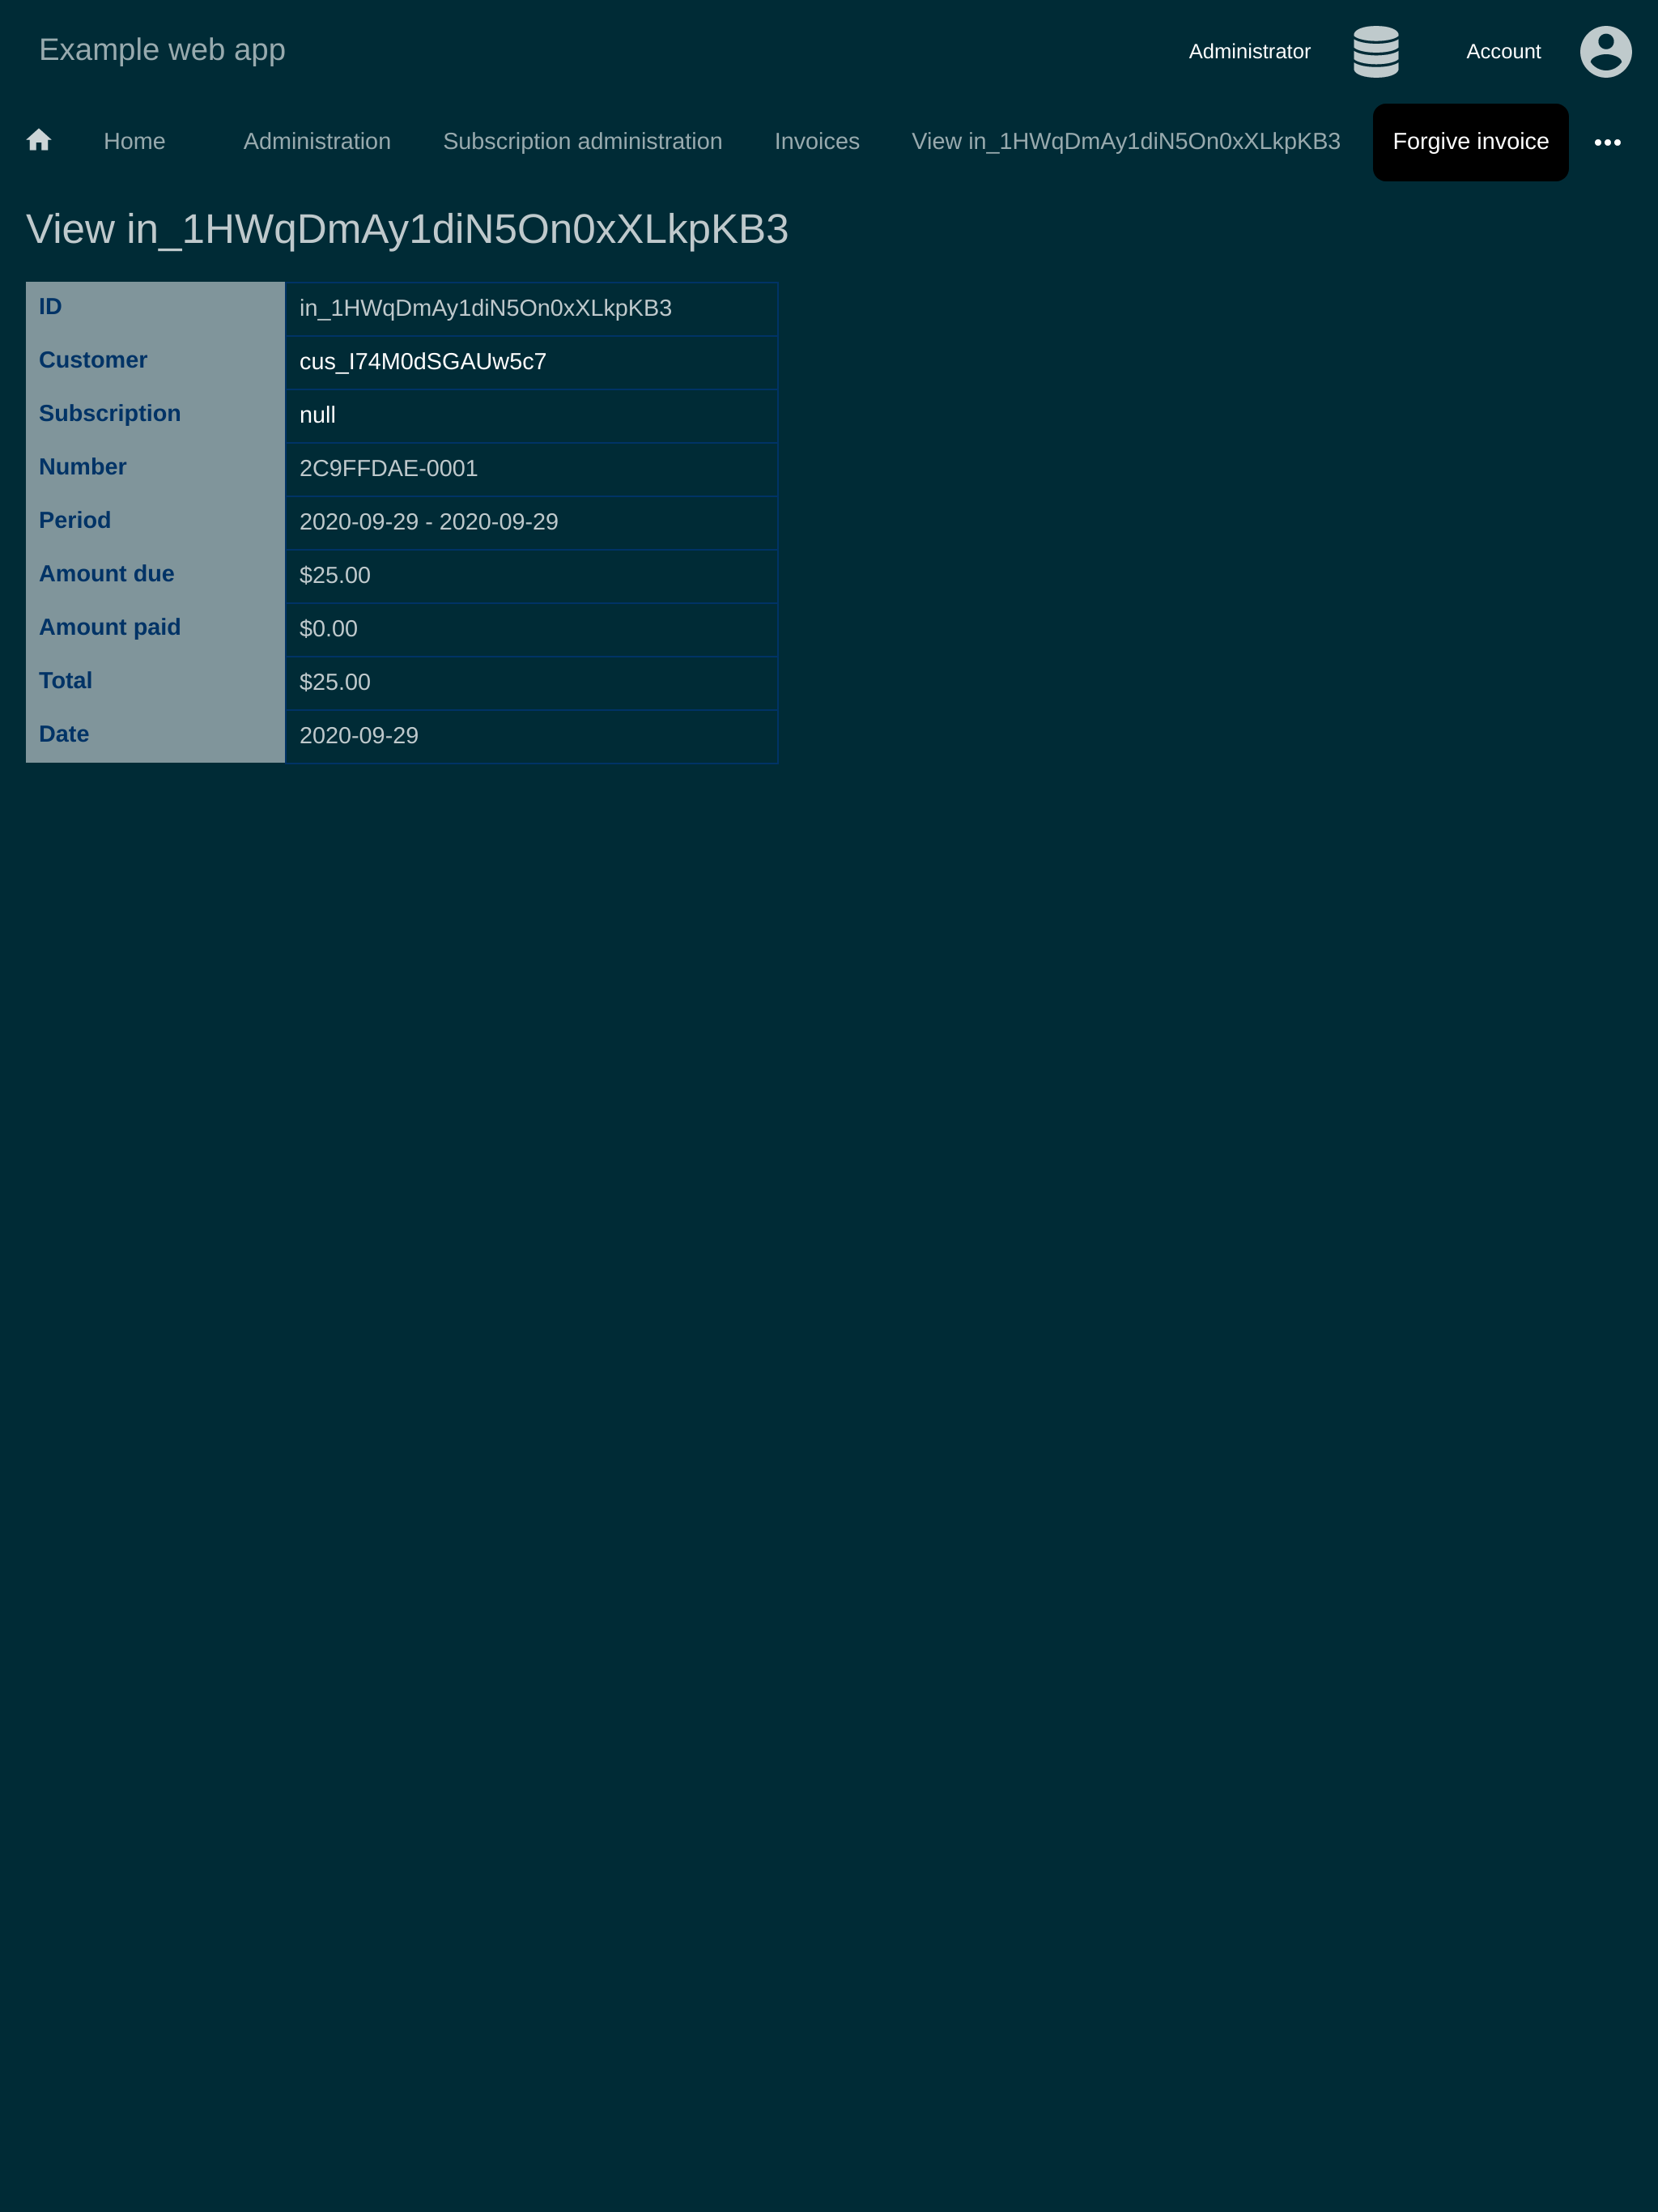 Example web app
Administrator Account
Home Administration Subscription administration Invoices View in_1HWqDmAy1diN5On0xXLkpKB3 Forgive invoice •••
View in_1HWqDmAy1diN5On0xXLkpKB3
ID in_1HWqDmAy1diN5On0xXLkpKB3
Customer cus_I74M0dSGAUw5c7
Subscription null
Number 2C9FFDAE-0001
Period 2020-09-29 - 2020-09-29
Amount due $25.00
Amount paid $0.00
Total $25.00
Date 2020-09-29